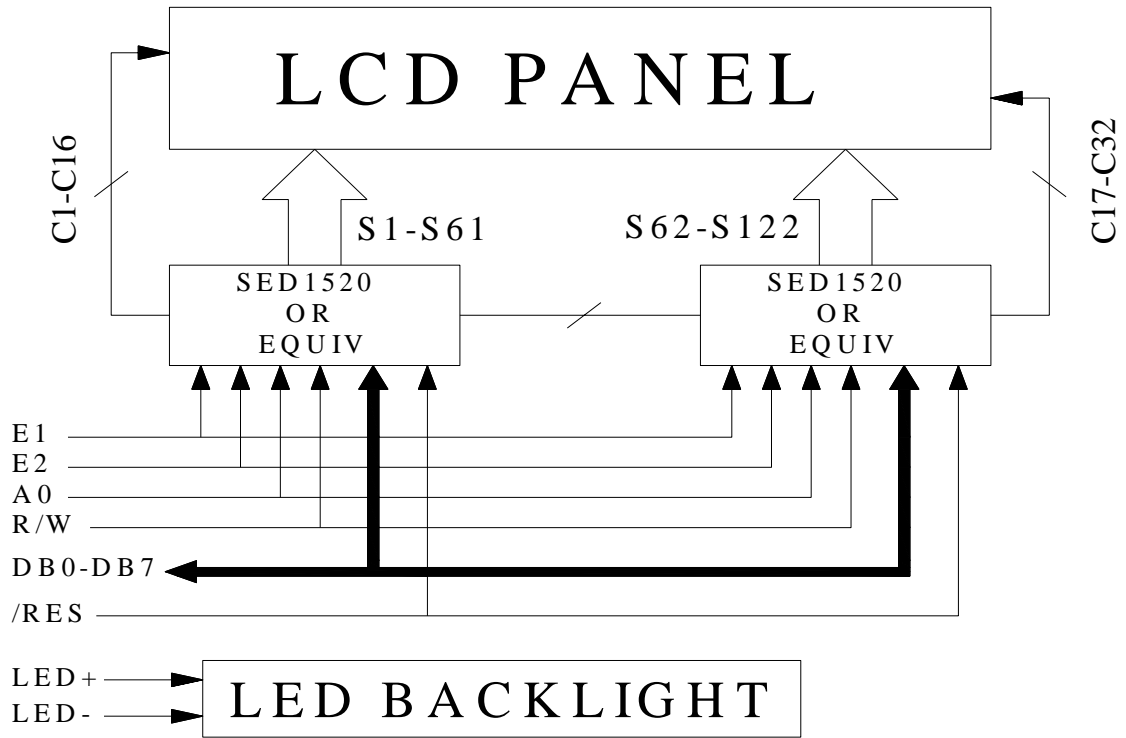 LCD PANEL
C1-C16
C17-C32
S1-S61
S62-S122
SED1520
OR
EQUIV
SED1520
OR
EQUIV
E1
E2
A0
R/W
DB0-DB7
/RES
LED+
LED-
LED BACKLIGHT